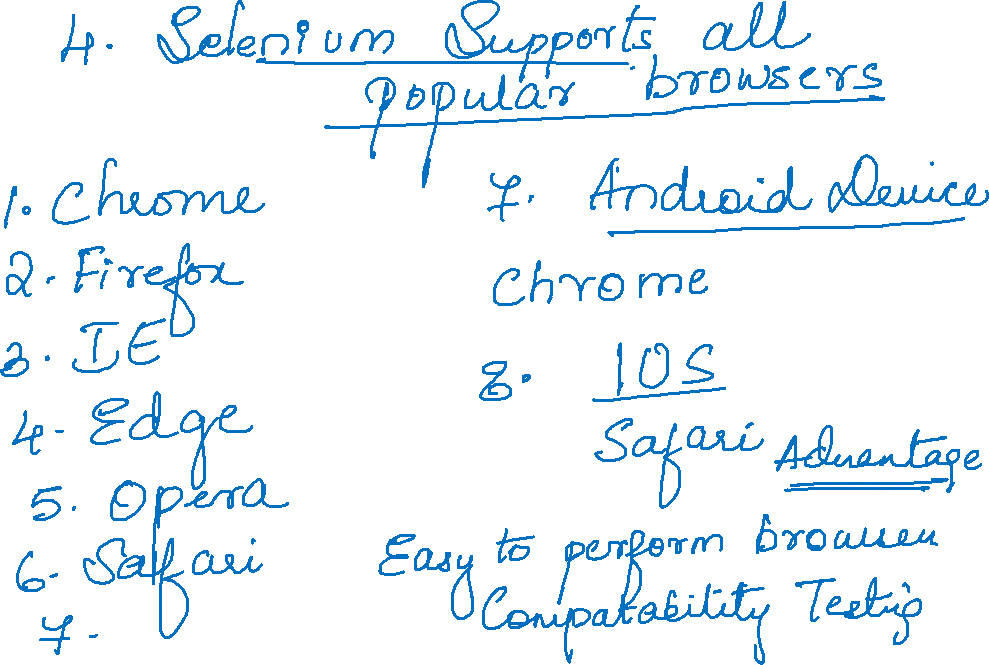 4. Selenium Supports all
popular browsers
1. Chrome
2. Firefox
3. IE
4. Edge
5. Opera
6. Safari
7.
7. Android Device
Chrome
8. IOS
Safari
Advantage
Easy to perform browser
Compatability Testing